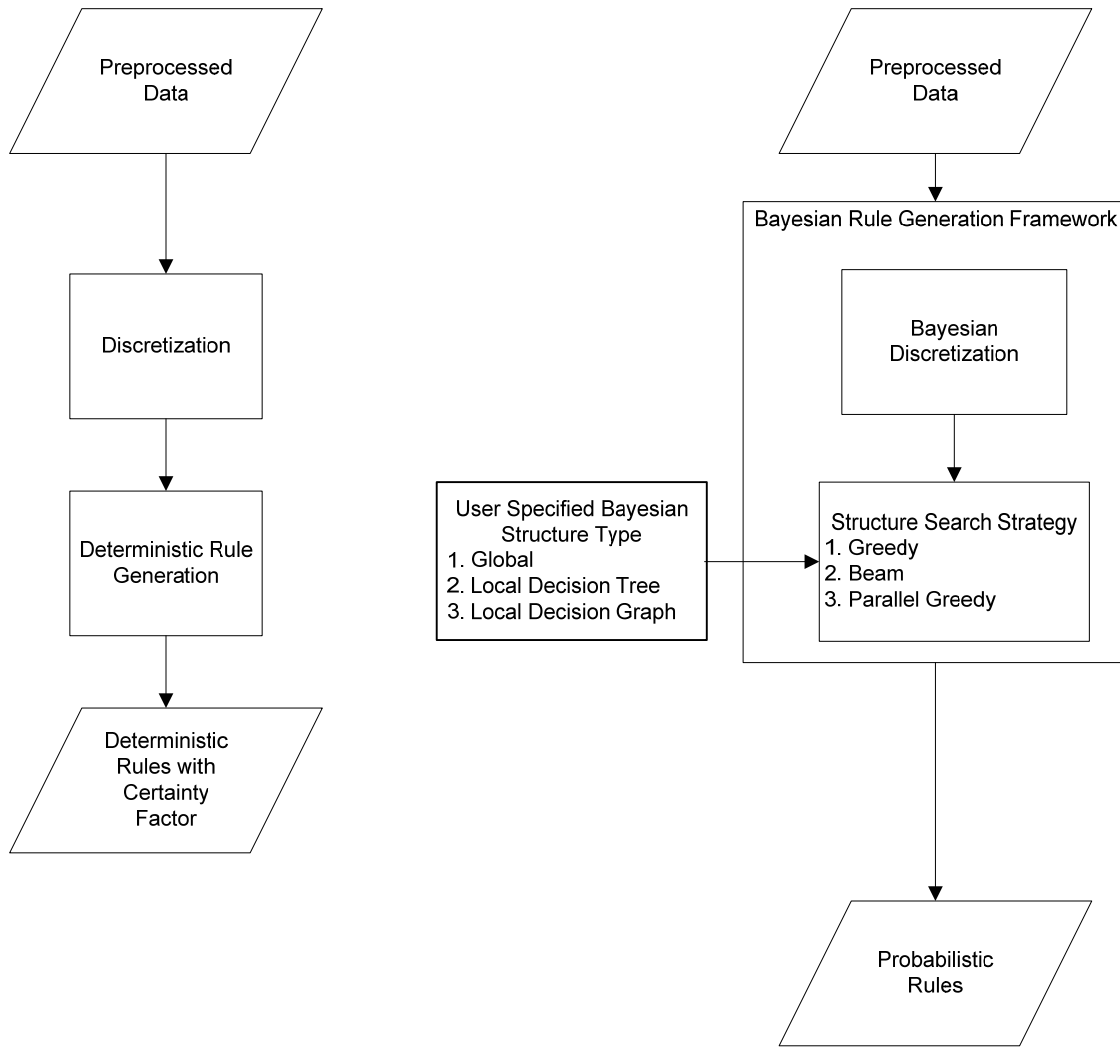 Preprocessed
Data
Discretization
Deterministic Rule
Generation
Deterministic
Rules with
Certainty
Factor
Preprocessed
Data
Bayesian Rule Generation Framework
Bayesian
Discretization
User Specified Bayesian
Structure Type
1. Global
2. Local Decision Tree
3. Local Decision Graph
Structure Search Strategy
1. Greedy
2. Beam
3. Parallel Greedy
Probabilistic
Rules